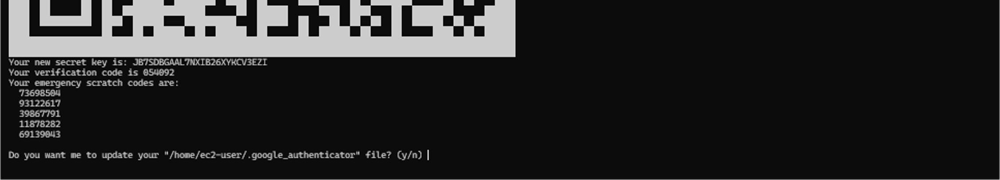 Your new secret key is: JB7SDBGAAL7NXIB26XYKCV3EZI
Your verification code is 054092
Your emergency scratch codes are:
73698504
93122617
39867791
11878282
69139043
Do you want me to update your "/home/ec2-user/.google_authenticator" file? (y/n)